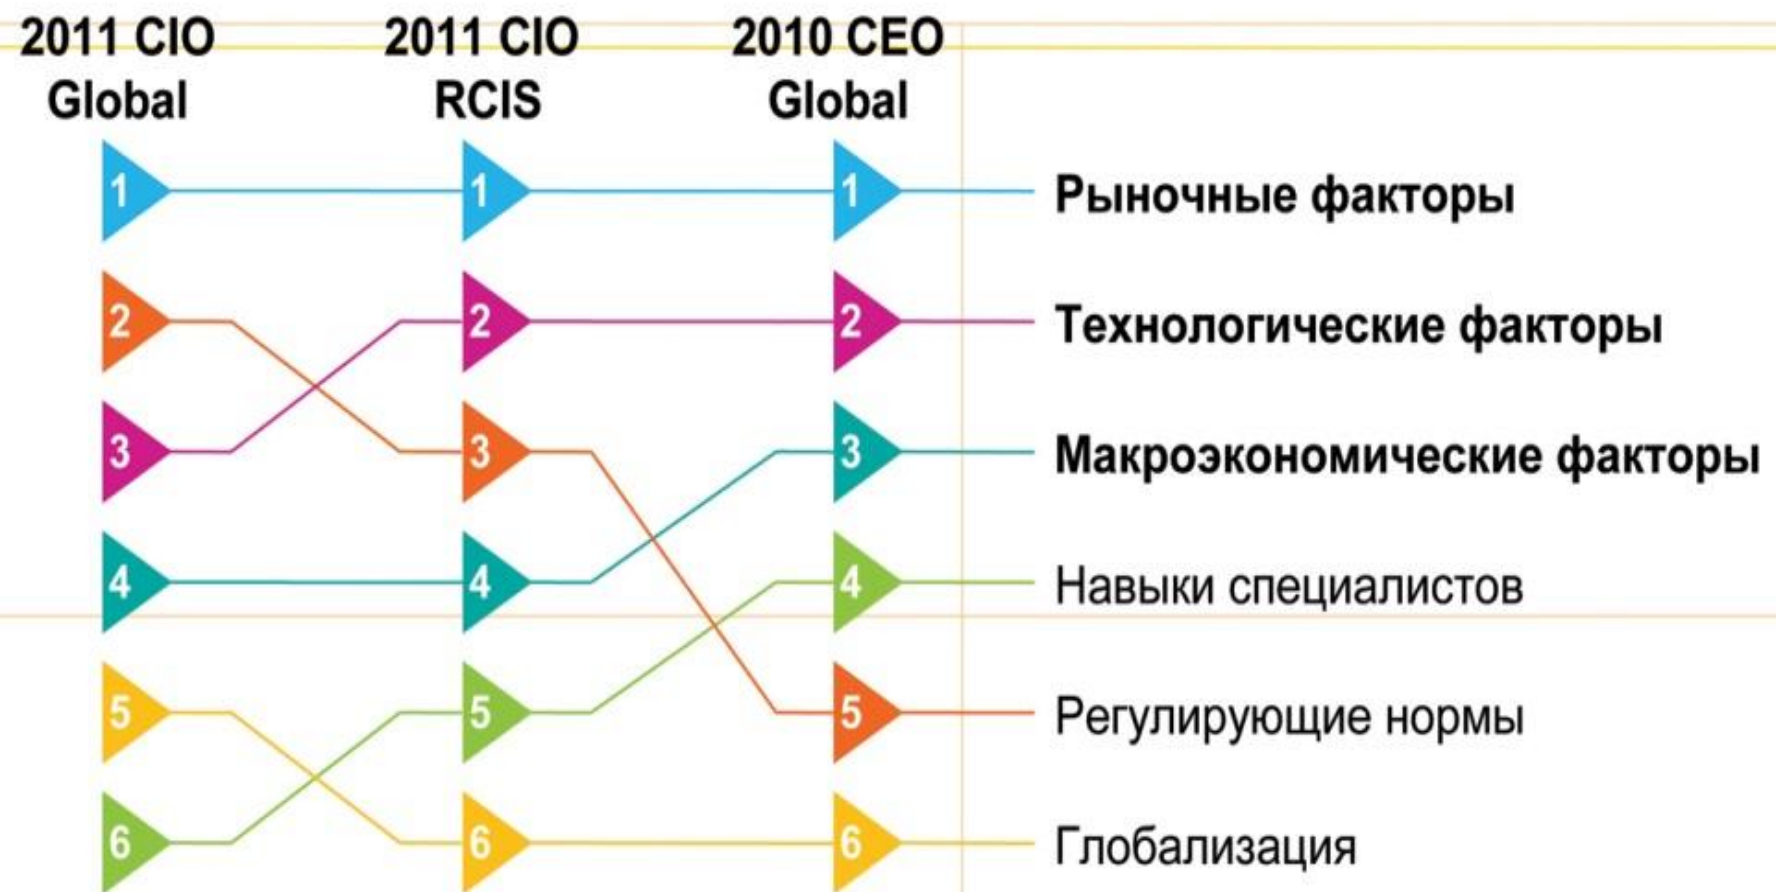 2011 CIO 2011 CIO 2010 CEO
Global RCIS Global
1 1 1 Рыночные факторы
2 2 2 Технологические факторы
3 3 3 Макроэкономические факторы
4 4 4 Навыки специалистов
5 5 5 Регулирующие нормы
6 6 6 Глобализация